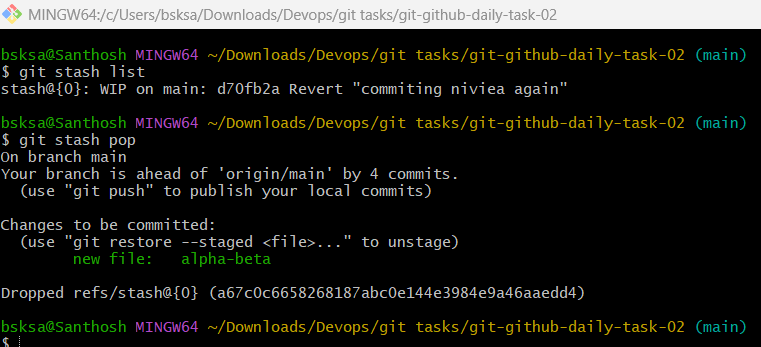 MINGW64:/c/Users/bsksa/Downloads/Devops/git tasks/git-github-daily-task-02
bsksa@Santhosh MINGW64 ~/Downloads/Devops/git tasks/git-github-daily-task-02 (main)
$ git stash list
stash@{0}: WIP on main: d70fb2a Revert "commiting niviea again"
bsksa@Santhosh MINGW64 ~/Downloads/Devops/git tasks/git-github-daily-task-02 (main)
$ git stash pop
On branch main
Your branch is ahead of 'origin/main' by 4 commits.
  (use "git push" to publish your local commits)
Changes to be committed:
  (use "git restore --staged <file>..." to unstage)
        new file:   alpha-beta
Dropped refs/stash@{0} (a67c0c6658268187abc0e144e3984e9a46aaedd4)
bsksa@Santhosh MINGW64 ~/Downloads/Devops/git tasks/git-github-daily-task-02 (main)
$